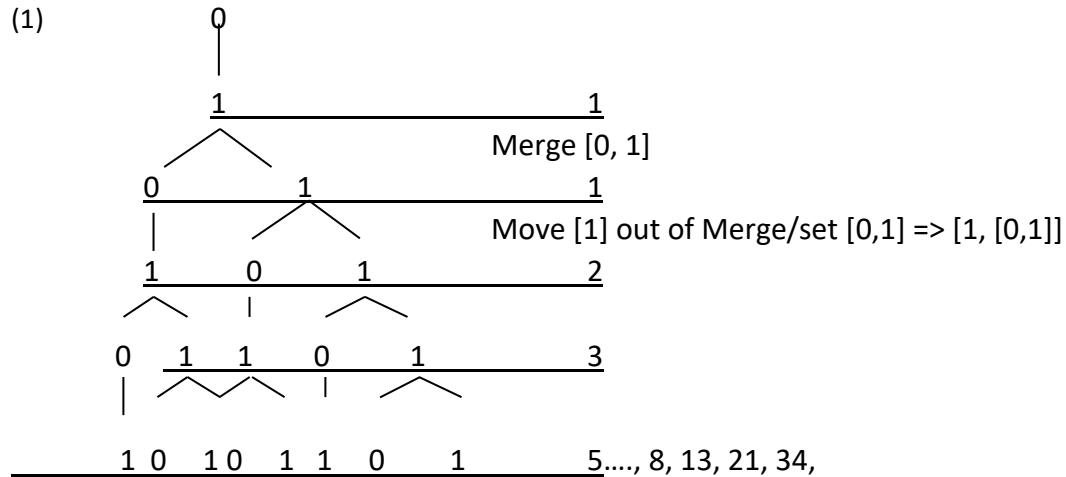 (1) 0
1 1
Merge [0, 1]
0 1 1
Move [1] out of Merge/set [0,1] => [1, [0,1]]
1 0 1 2
0 1 1 0 1 3
1 0 1 0 1 1 0 1 5...., 8, 13, 21, 34,